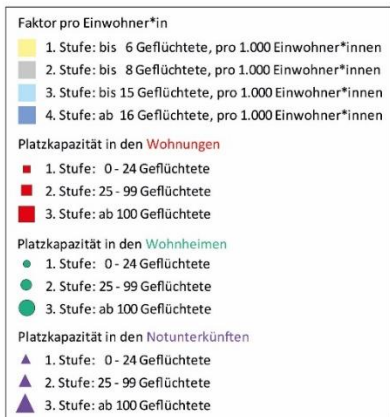 Faktor pro Einwohner*in
1. Stufe: bis 6 Geflüchtete, pro 1.000 Einwohner*innen
2. Stufe: bis 8 Geflüchtete, pro 1.000 Einwohner*innen
3. Stufe: bis 15 Geflüchtete, pro 1.000 Einwohner*innen
4. Stufe: ab 16 Geflüchtete, pro 1.000 Einwohner*innen
Platzkapazität in den Wohnungen
1. Stufe: 0 - 24 Geflüchtete
2. Stufe: 25 - 99 Geflüchtete
3. Stufe: ab 100 Geflüchtete
Platzkapazität in den Wohnheimen
1. Stufe: 0 - 24 Geflüchtete
2. Stufe: 25 - 99 Geflüchtete
3. Stufe: ab 100 Geflüchtete
Platzkapazität in den Notunterkünften
1. Stufe: 0 - 24 Geflüchtete
2. Stufe: 25 - 99 Geflüchtete
3. Stufe: ab 100 Geflüchtete